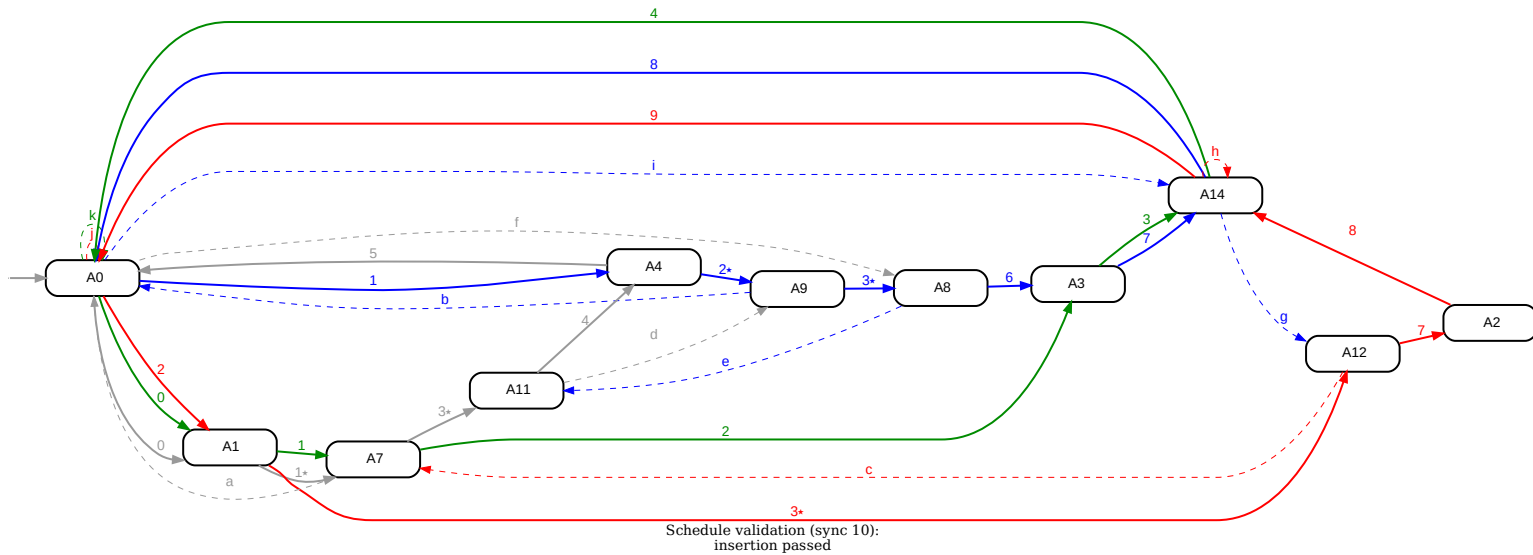 4
8
9
h
i
A14
k
j
f
3
7
8
A0
5
A4
1
2⋆
A9
3⋆
A8
6
A3
b
A2
4
d
e
g
7
A12
2
0
A11
3⋆
0
A1
1
A7
2
1⋆
a
c
3⋆
Schedule validation (sync 10):
insertion passed